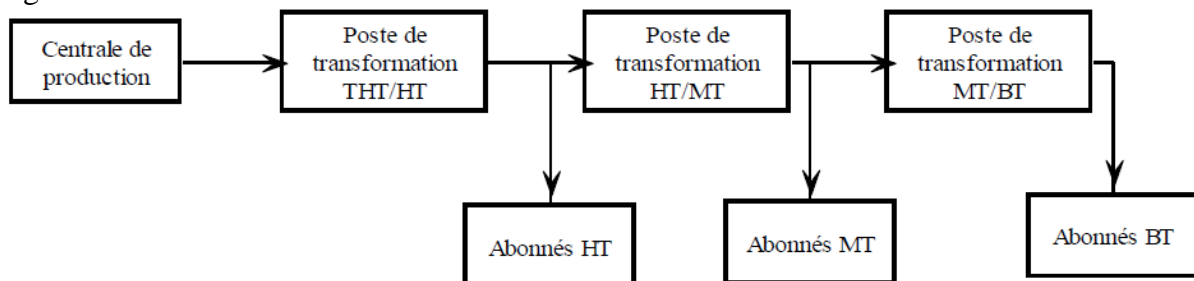 Centrale de
production
Poste de
transformation
THT/HT
Poste de
transformation
HT/MT
Poste de
transformation
MT/BT
Abonnés HT
Abonnés MT
Abonnés BT